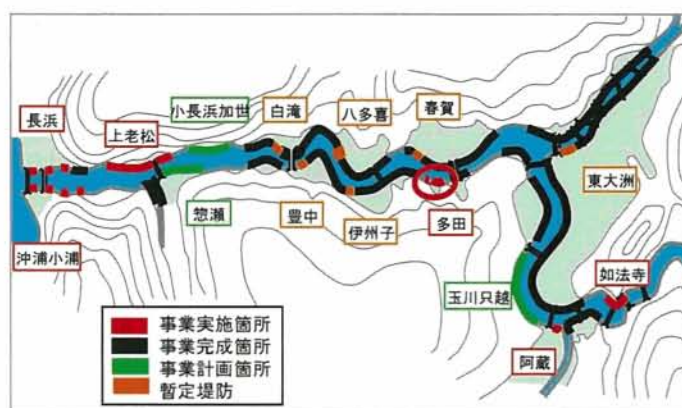 長浜
上老松
小長浜加世
白滝
八多喜
春賀
東大洲
沖浦小浦
惣瀬
豊中
伊州子
多田
玉川只越
如法寺
阿蔵
事業実施箇所
事業完成箇所
事業計画箇所
暫定堤防